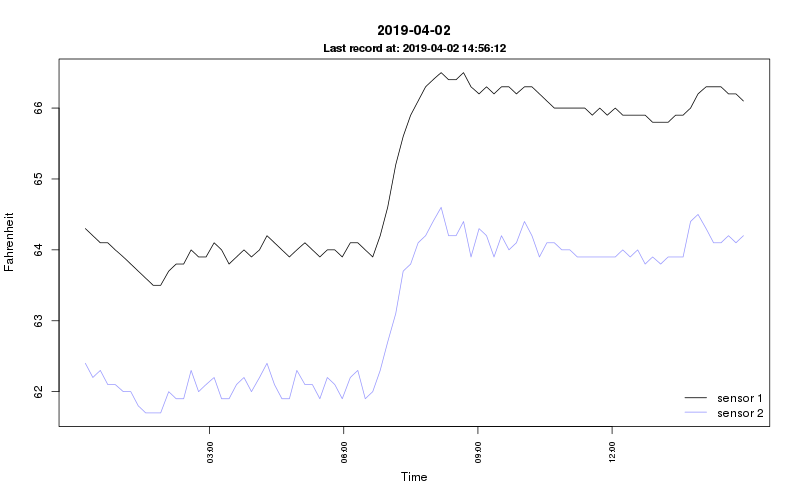 2019-04-02
Last record at: 2019-04-02 14:56:12
Fahrenheit
66
65
64
63
62
sensor 1
sensor 2
03:00
06:00
09:00
12:00
Time